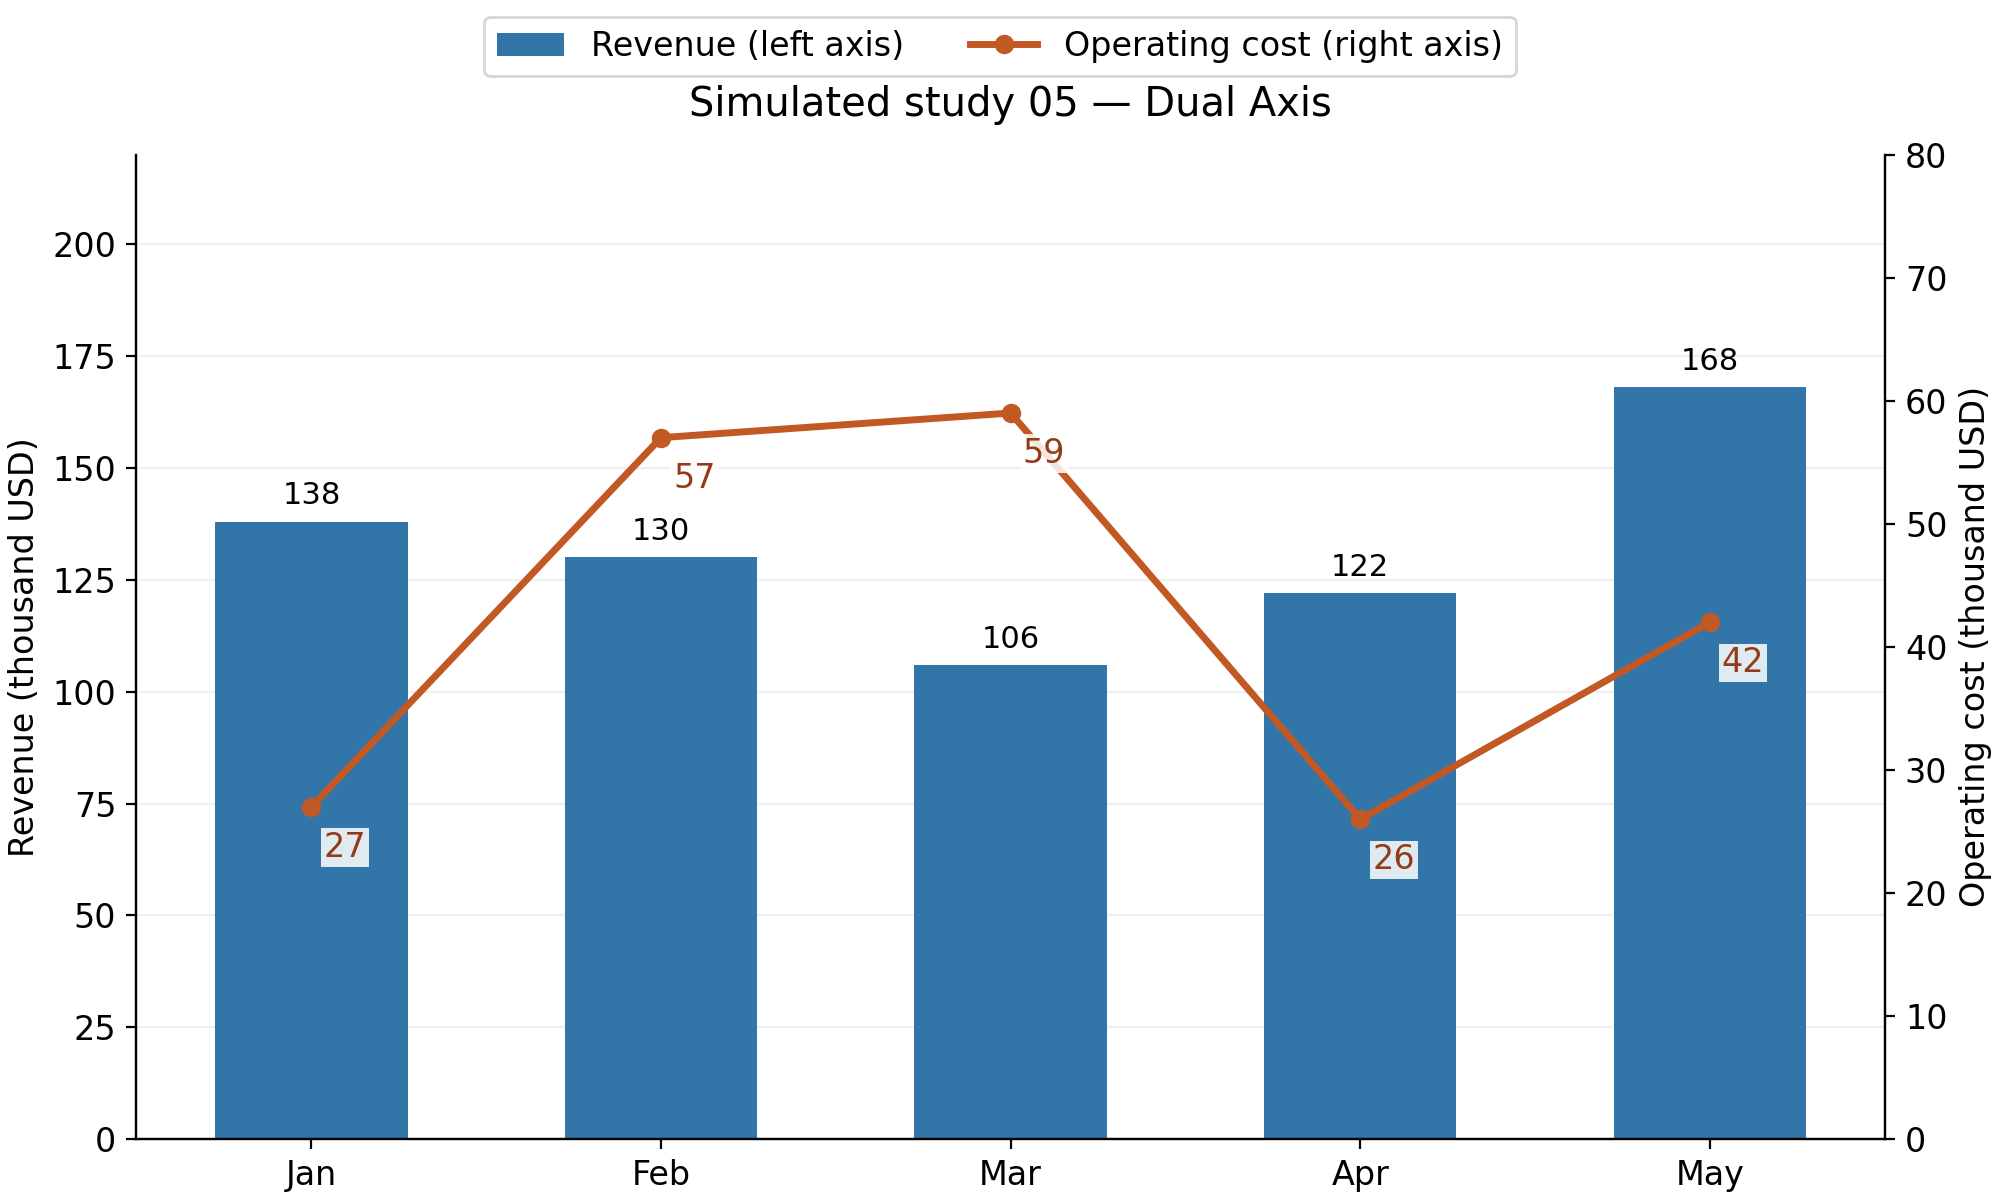 Revenue (left axis)
Operating cost (right axis)
Simulated study 05 — Dual Axis
Revenue (thousand USD)
200
175
150
125
100
75
50
25
0
138
130
106
122
168
27
57
59
26
42
80
70
60
50
40
30
20
10
0
Operating cost (thousand USD)
Jan
Feb
Mar
Apr
May